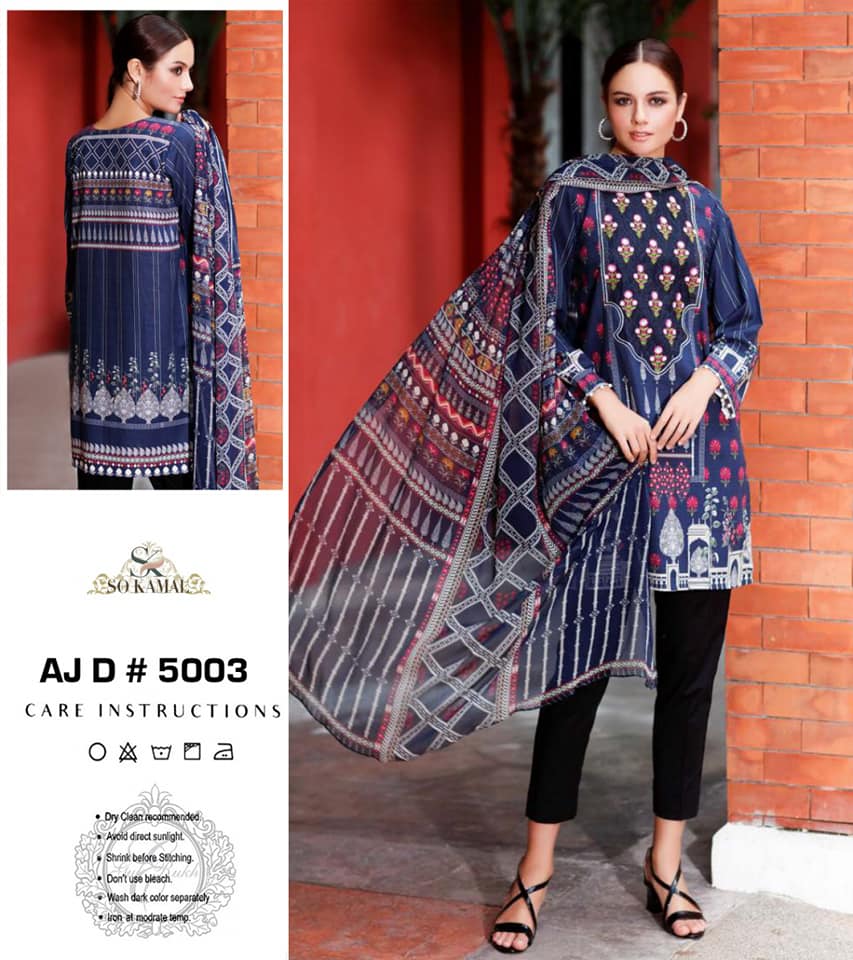 SK
SO KAMAL
AJ D # 5003
CARE INSTRUCTIONS
• Dry Clean recommended.
• Avoid direct sunlight.
• Shrink before Stitching.
• Don't use bleach.
• Wash dark color separately
• Iron at modrate temp.